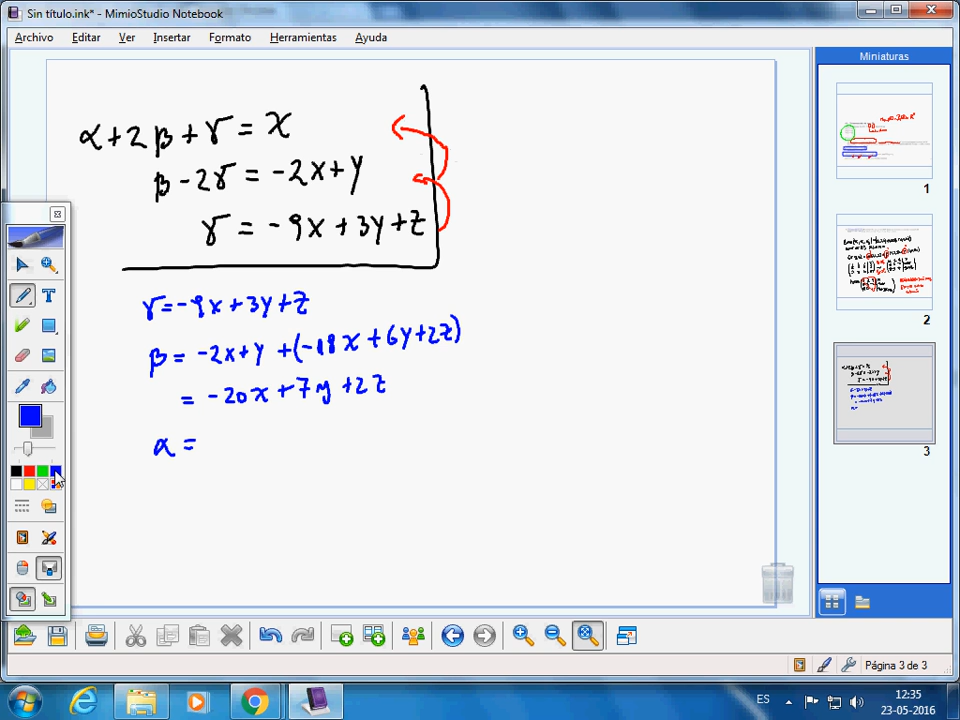 Sin título.ink* - MimioStudio Notebook
Archivo Editar Ver Insertar Formato Herramientas Ayuda
Miniaturas
α+2β+γ = x
β-2γ = -2x+y
γ = -9x+3y+z
γ=-9x+3y+z
β = -2x+y +(-18x+6y+2z)
= -20x+7y+2z
α =
1
2
3
Página 3 de 3
ES
12:35
23-05-2016